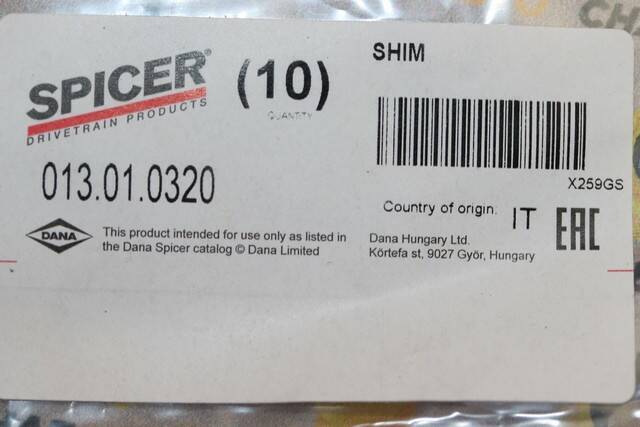 SPICER®
DRIVETRAIN PRODUCTS
(10)
QUANTITY
SHIM
X259GS
013.01.0320
Country of origin: IT
EAC
DANA
This product intended for use only as listed in
the Dana Spicer catalog © Dana Limited
Dana Hungary Ltd.
Körtefa st, 9027 Győr, Hungary
CH